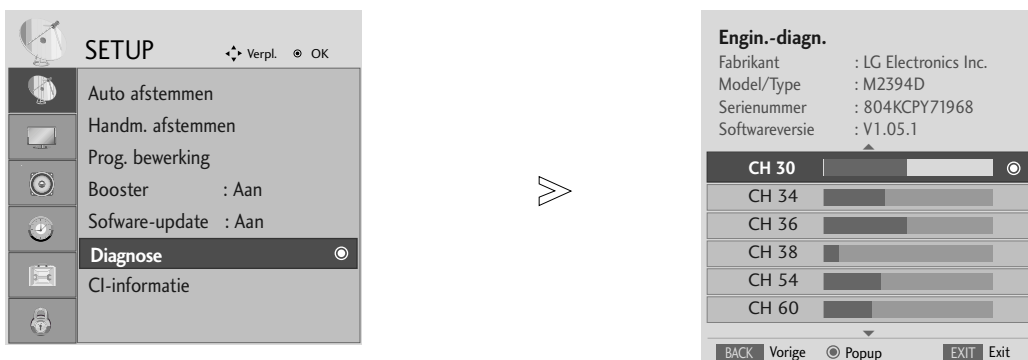 SETUP
Verpl. OK
Auto afstemmen
Handm. afstemmen
Prog. bewerking
Booster : Aan
Sofware-update : Aan
Diagnose
CI-informatie
Engin.-diagn.
Fabrikant : LG Electronics Inc.
Model/Type : M2394D
Serienummer : 804KCPY71968
Softwareversie : V1.05.1
CH 30
CH 34
CH 36
CH 38
CH 54
CH 60
BACK Vorige Popup EXIT Exit